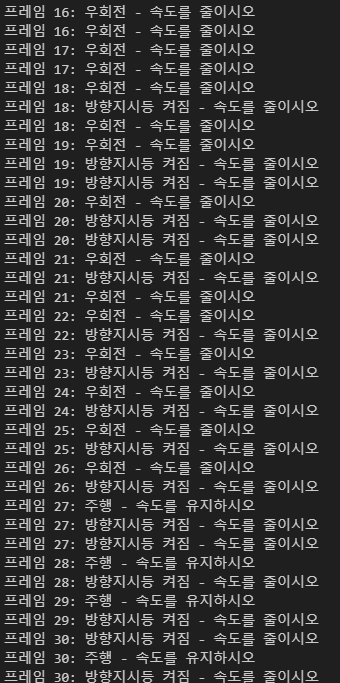 프레임 16: 우회전 - 속도를 줄이시오
프레임 16: 우회전 - 속도를 줄이시오
프레임 17: 우회전 - 속도를 줄이시오
프레임 17: 우회전 - 속도를 줄이시오
프레임 18: 우회전 - 속도를 줄이시오
프레임 18: 방향지시등 켜짐 - 속도를 줄이시오
프레임 18: 우회전 - 속도를 줄이시오
프레임 19: 우회전 - 속도를 줄이시오
프레임 19: 방향지시등 켜짐 - 속도를 줄이시오
프레임 19: 방향지시등 켜짐 - 속도를 줄이시오
프레임 20: 우회전 - 속도를 줄이시오
프레임 20: 방향지시등 켜짐 - 속도를 줄이시오
프레임 20: 방향지시등 켜짐 - 속도를 줄이시오
프레임 21: 우회전 - 속도를 줄이시오
프레임 21: 방향지시등 켜짐 - 속도를 줄이시오
프레임 21: 우회전 - 속도를 줄이시오
프레임 22: 우회전 - 속도를 줄이시오
프레임 22: 방향지시등 켜짐 - 속도를 줄이시오
프레임 23: 우회전 - 속도를 줄이시오
프레임 23: 방향지시등 켜짐 - 속도를 줄이시오
프레임 24: 우회전 - 속도를 줄이시오
프레임 24: 방향지시등 켜짐 - 속도를 줄이시오
프레임 25: 우회전 - 속도를 줄이시오
프레임 25: 방향지시등 켜짐 - 속도를 줄이시오
프레임 26: 우회전 - 속도를 줄이시오
프레임 26: 방향지시등 켜짐 - 속도를 줄이시오
프레임 27: 주행 - 속도를 유지하시오
프레임 27: 방향지시등 켜짐 - 속도를 줄이시오
프레임 27: 방향지시등 켜짐 - 속도를 줄이시오
프레임 28: 주행 - 속도를 유지하시오
프레임 28: 방향지시등 켜짐 - 속도를 줄이시오
프레임 29: 주행 - 속도를 유지하시오
프레임 29: 방향지시등 켜짐 - 속도를 줄이시오
프레임 30: 방향지시등 켜짐 - 속도를 줄이시오
프레임 30: 주행 - 속도를 유지하시오
프레임 30: 방향지시등 켜짐 - 속도를 줄이시오